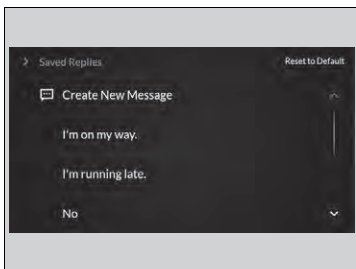 Saved Replies
Reset to Default
Create New Message
I'm on my way.
I'm running late.
No